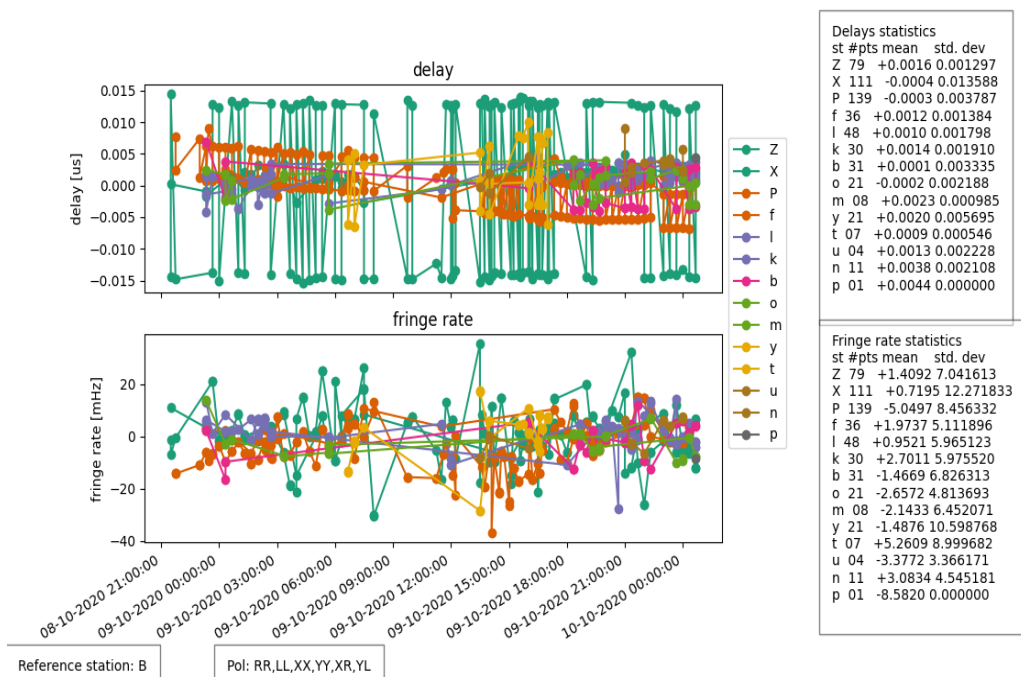 delay
delay [us]
0.015
0.010
0.005
0.000
−0.005
−0.010
−0.015
fringe rate
fringe rate [mHz]
20
0
−20
−40
08-10-2020 21:00:00
09-10-2020 00:00:00
09-10-2020 03:00:00
09-10-2020 06:00:00
09-10-2020 09:00:00
09-10-2020 12:00:00
09-10-2020 15:00:00
09-10-2020 18:00:00
09-10-2020 21:00:00
10-10-2020 00:00:00
Z
X
P
f
l
k
b
o
m
y
t
u
n
p
Delays statistics
st #pts mean std. dev
Z 79 +0.0016 0.001297
X 111 -0.0004 0.013588
P 139 -0.0003 0.003787
f 36 +0.0012 0.001384
l 48 +0.0010 0.001798
k 30 +0.0014 0.001910
b 31 +0.0001 0.003335
o 21 -0.0002 0.002188
m 08 +0.0023 0.000985
y 21 +0.0020 0.005695
t 07 +0.0009 0.000546
u 04 +0.0013 0.002228
n 11 +0.0038 0.002108
p 01 +0.0044 0.000000
Fringe rate statistics
st #pts mean std. dev
Z 79 +1.4092 7.041613
X 111 +0.7195 12.271833
P 139 -5.0497 8.456332
f 36 +1.9737 5.111896
l 48 +0.9521 5.965123
k 30 +2.7011 5.975520
b 31 -1.4669 6.826313
o 21 -2.6572 4.813693
m 08 -2.1433 6.452071
y 21 -1.4876 10.598768
t 07 +5.2609 8.999682
u 04 -3.3772 3.366171
n 11 +3.0834 4.545181
p 01 -8.5820 0.000000
Reference station: B
Pol: RR,LL,XX,YY,XR,YL